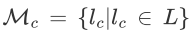 ℳ_c = {l_c|l_c ∈ L}